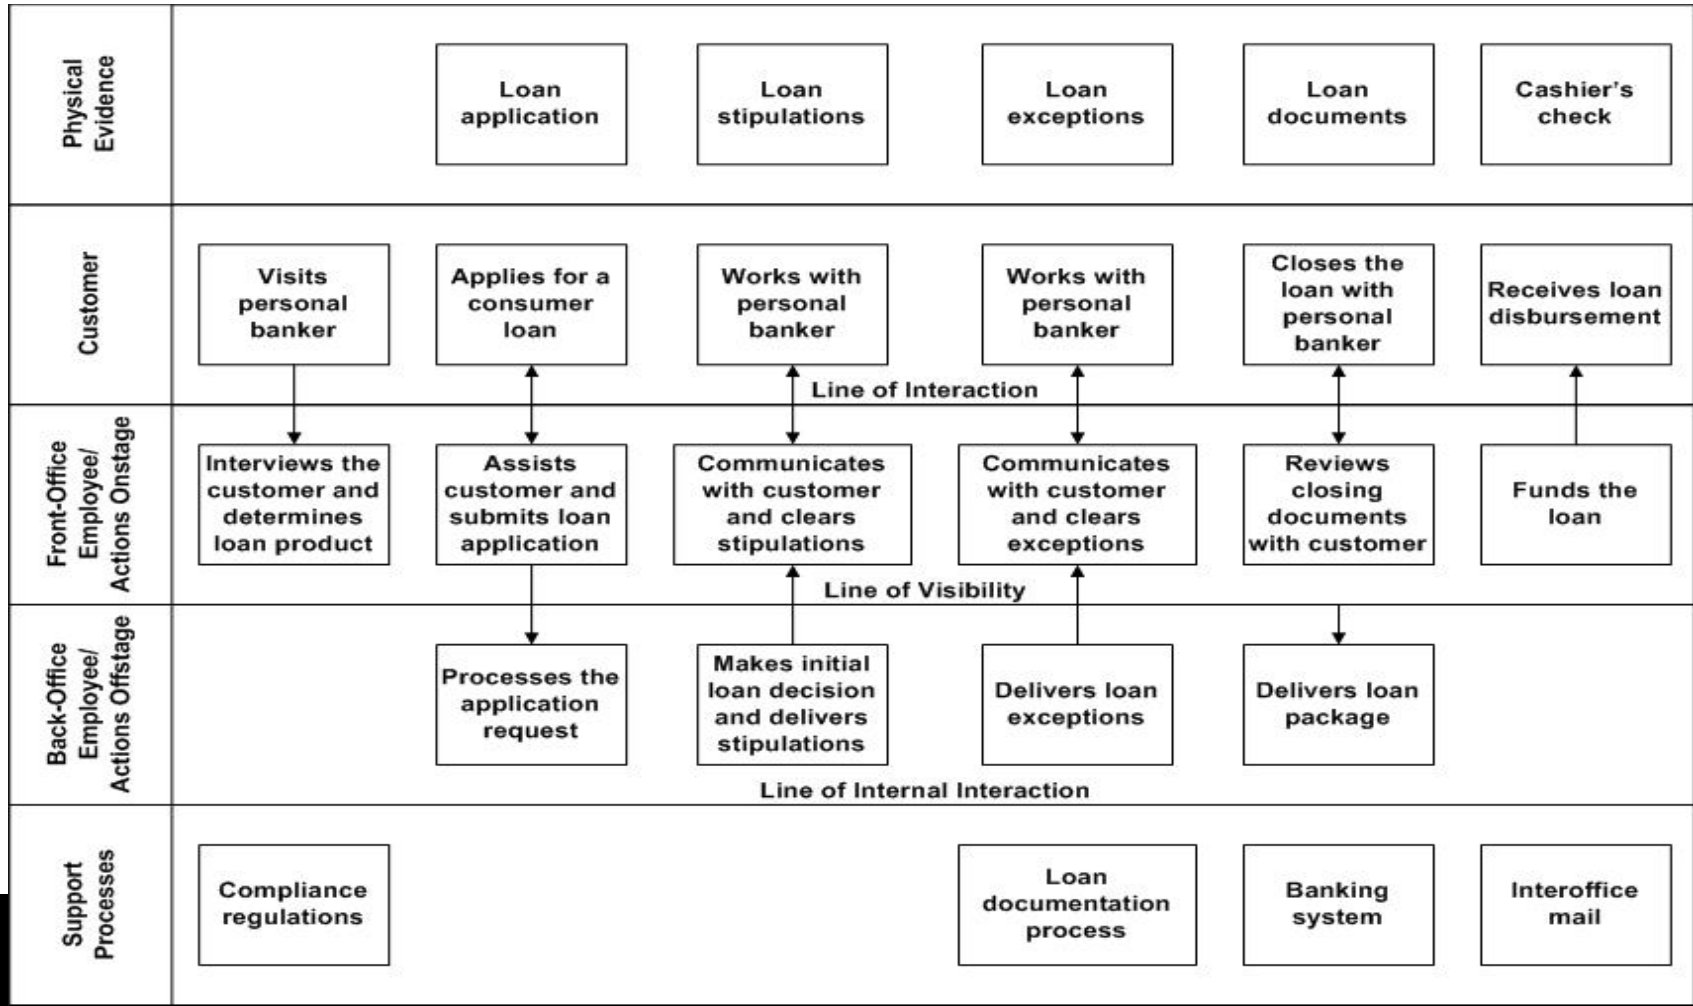 Physical
Evidence
Loan
application
Loan
stipulations
Loan
exceptions
Loan
documents
Cashier's
check
Customer
Visits
personal
banker
Applies for a
consumer
loan
Works with
personal
banker
Works with
personal
banker
Closes the
loan with
personal
banker
Receives loan
disbursement
Line of Interaction
Front-Office
Employee/
Actions Onstage
Interviews the
customer and
determines
loan product
Assists
customer and
submits loan
application
Communicates
with customer
and clears
stipulations
Communicates
with customer
and clears
exceptions
Reviews
closing
documents
with customer
Funds the
loan
Line of Visibility
Back-Office
Employee/
Actions Offstage
Processes the
application
request
Makes initial
loan decision
and delivers
stipulations
Delivers loan
exceptions
Delivers loan
package
Line of Internal Interaction
Support
Processes
Compliance
regulations
Loan
documentation
process
Banking
system
Interoffice
mail